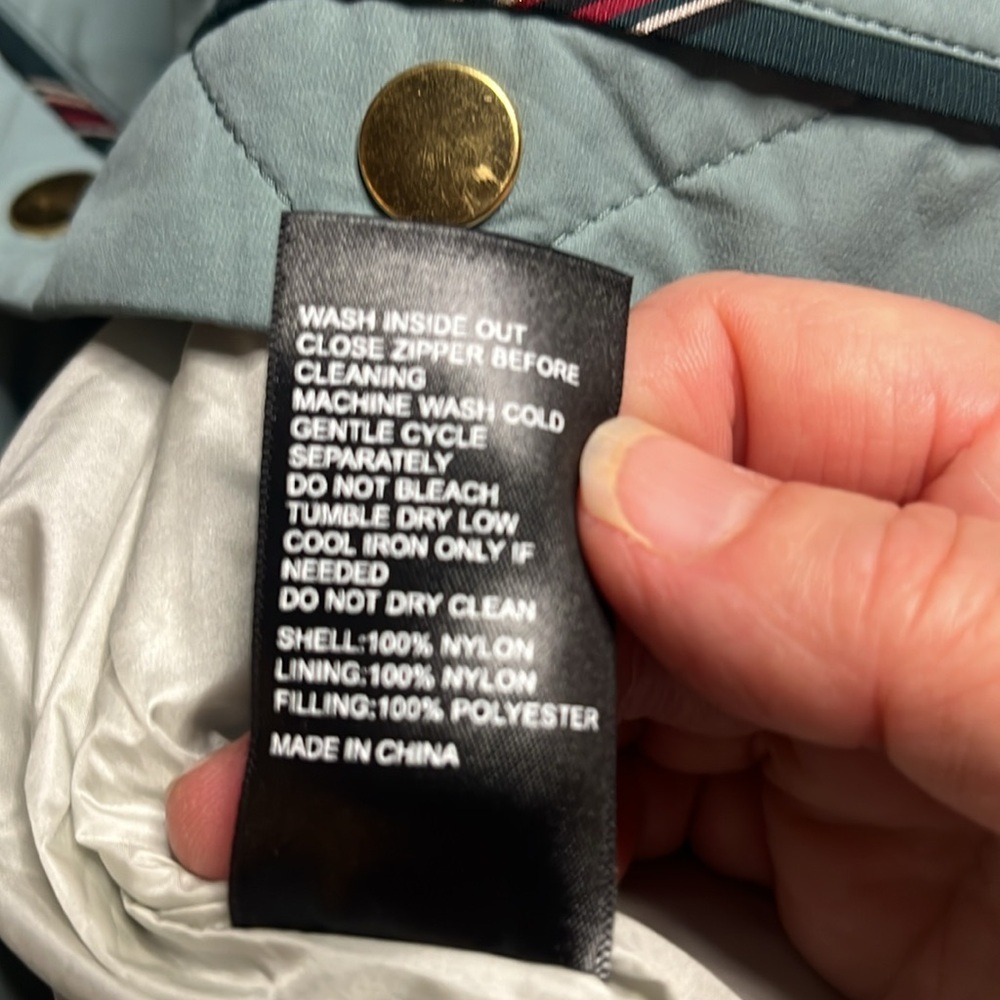 WASH INSIDE OUT
CLOSE ZIPPER BEFORE
CLEANING
MACHINE WASH COLD
GENTLE CYCLE
SEPARATELY
DO NOT BLEACH
TUMBLE DRY LOW
COOL IRON ONLY IF
NEEDED
DO NOT DRY CLEAN
SHELL:100% NYLON
LINING:100% NYLON
FILLING:100% POLYESTER
MADE IN CHINA